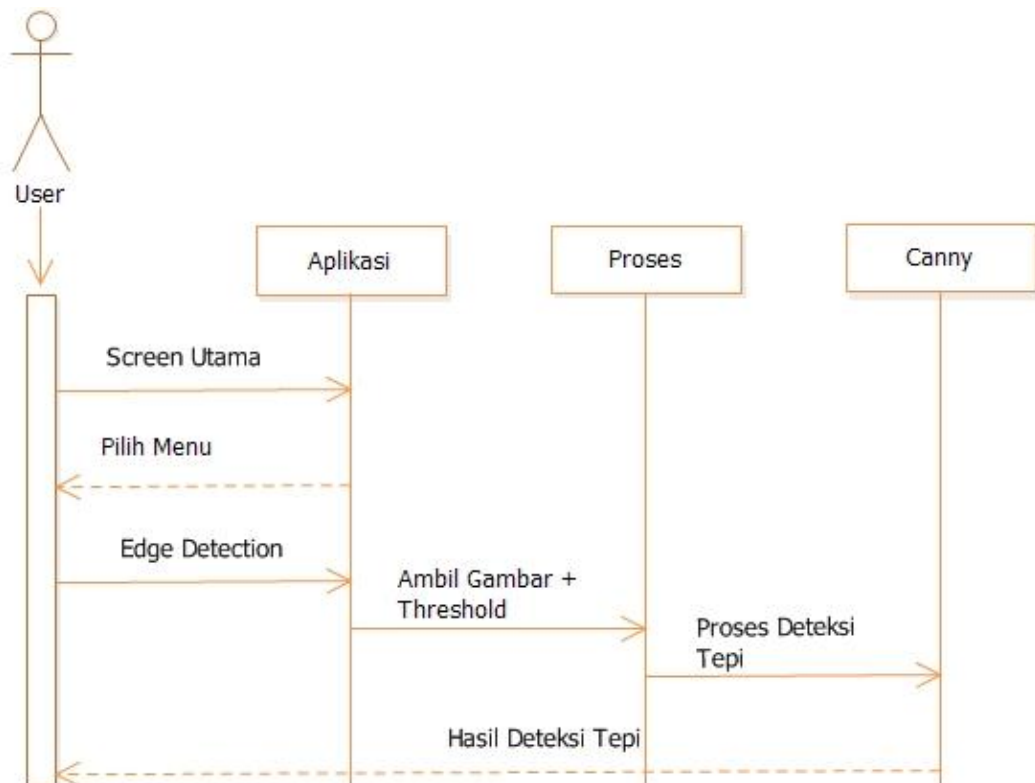 User
Aplikasi
Proses
Canny
Screen Utama
Pilih Menu
Edge Detection
Ambil Gambar +
Threshold
Proses Deteksi
Tepi
Hasil Deteksi Tepi